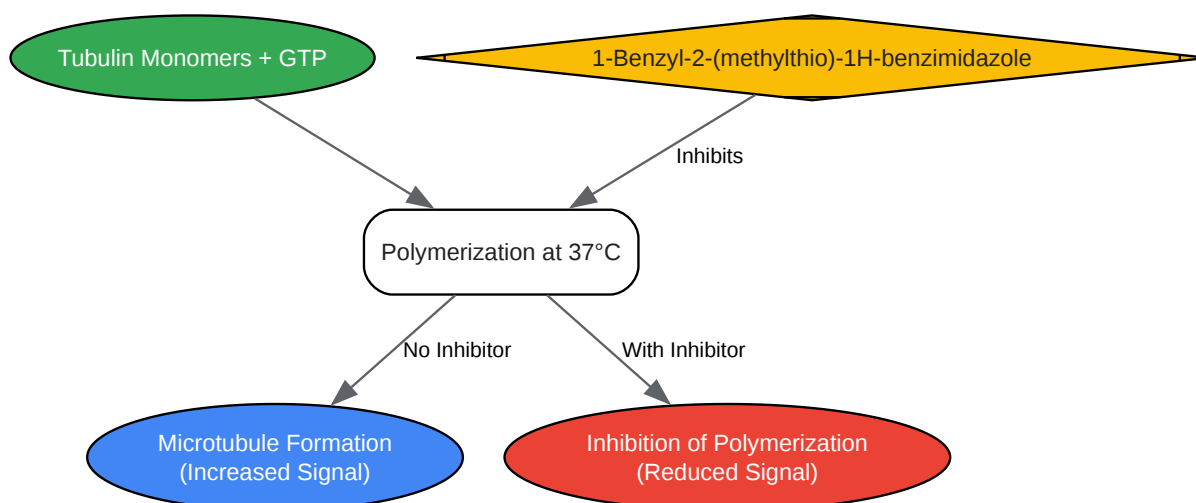 Tubulin Monomers + GTP
1-Benzyl-2-(methylthio)-1H-benzimidazole
Inhibits
Polymerization at 37°C
No Inhibitor
With Inhibitor
Microtubule Formation
(Increased Signal)
Inhibition of Polymerization
(Reduced Signal)